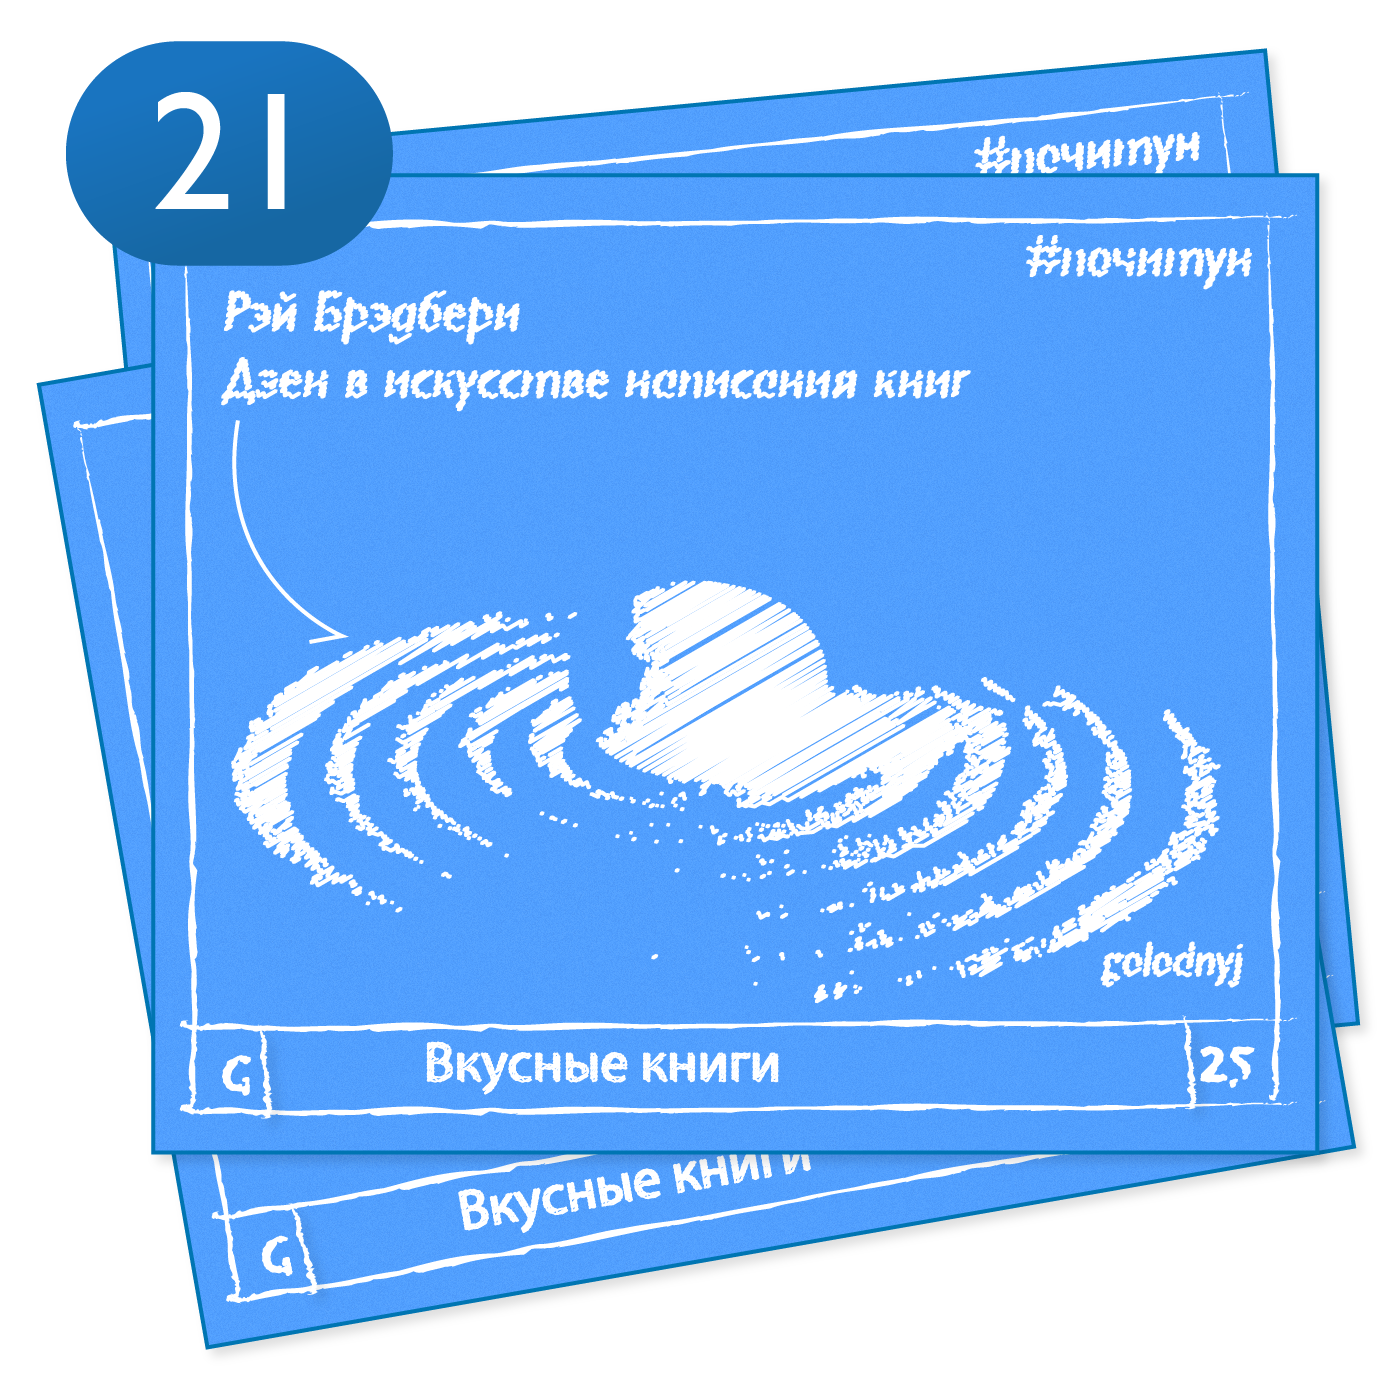 21
#почитун
#почитун
Рэй Брэдбери
Дзен в искусстве написания книг
golodnyj
G
Вкусные книги
25
Вкусные книги
G